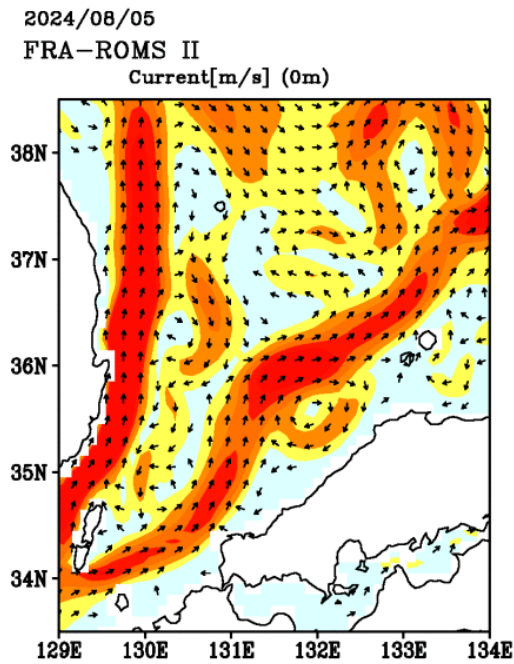 2024/08/05
FRA-ROMS II
Current[m/s] (0m)
38N
37N
36N
35N
34N
129E 130E 131E 132E 133E 134E